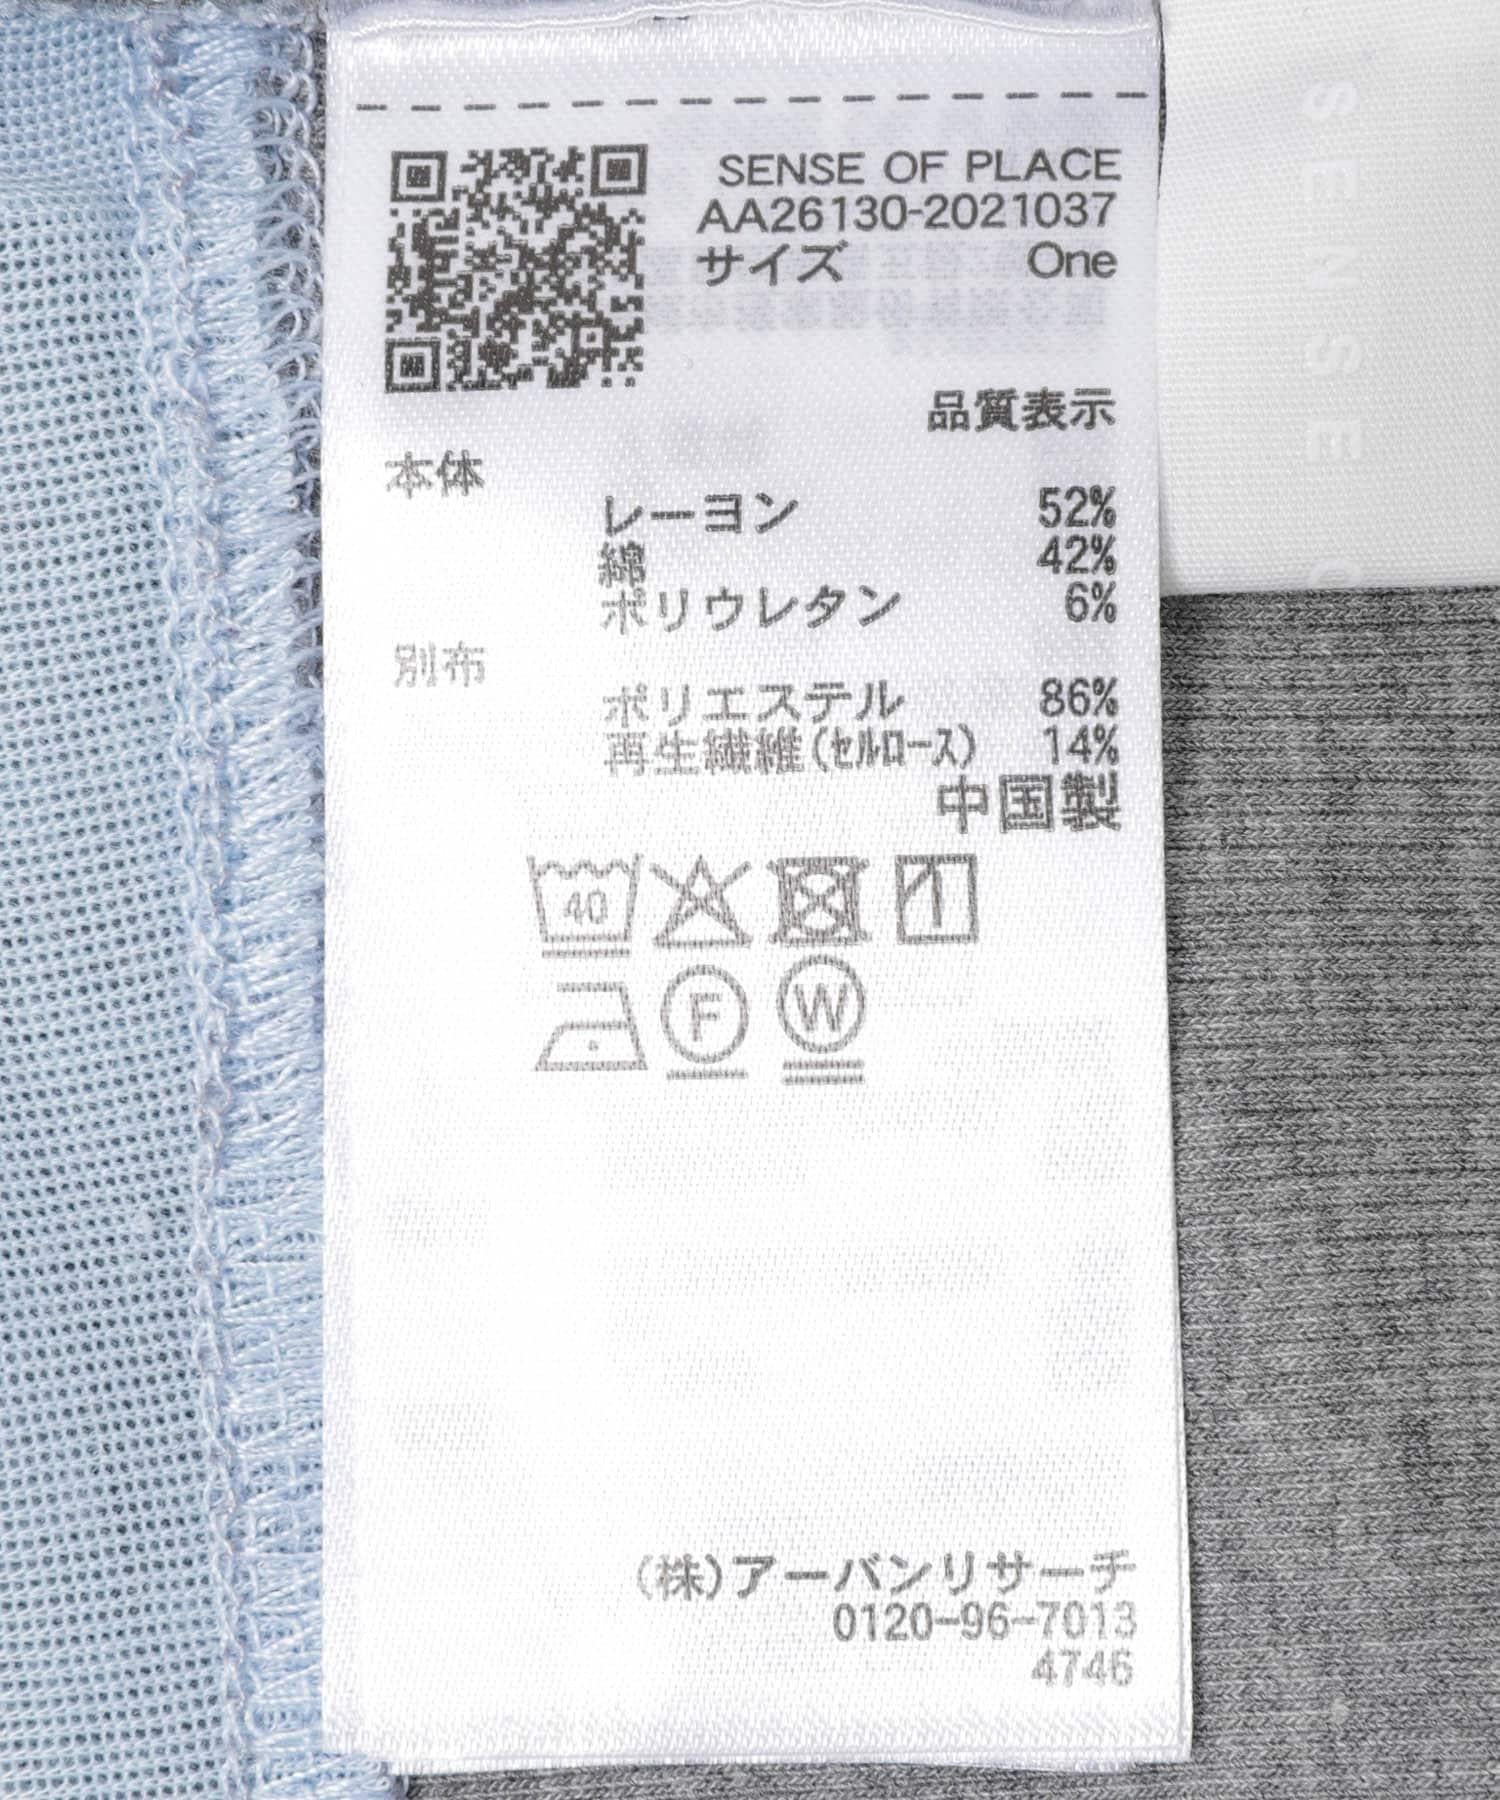 SENSE OF PLACE
AA26130-2021037
サイズ One
品質表示
本体
レーヨン 52%
綿 42%
ポリウレタン 6%
別布
ポリエステル 86%
再生繊維(セルロース) 14%
中国製
40
F W
(株)アーバンリサーチ
0120-96-7013
4746
SENSE